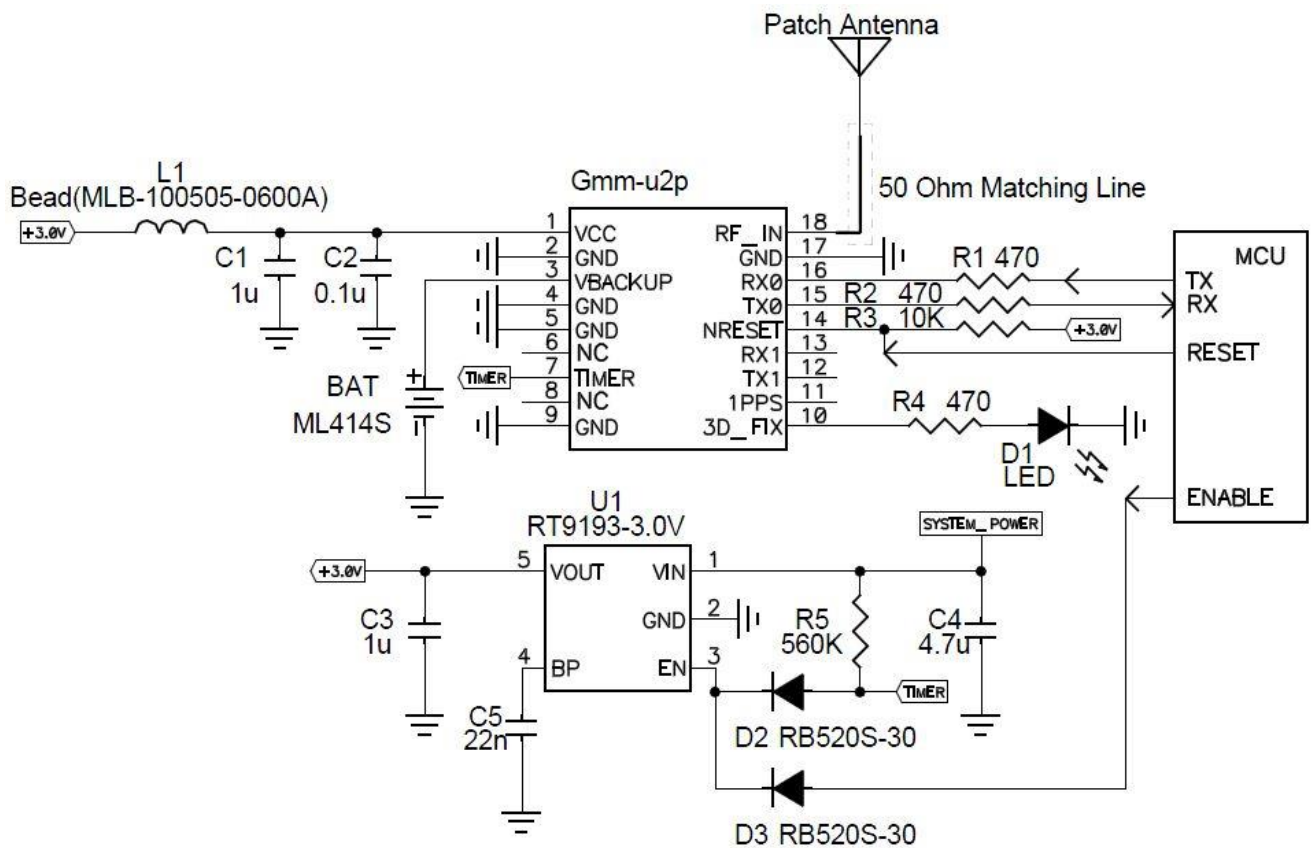 Patch Antenna
L1
Bead(MLB-100505-0600A)
+3.0V
C1
1u
C2
0.1u
Gmm-u2p
50 Ohm Matching Line
1 VCC
2 GND
3 VBACKUP
4 GND
5 GND
6 NC
7 TIMER
8 NC
9 GND
RF_IN 18
GND 17
RX0 16
TX0 15
NRESET 14
RX1 13
TX1 12
1PPS 11
3D_FIX 10
TIMER
BAT
ML414S
+
R1 470
R2 470
R3 10K
+3.0V
R4 470
D1
LED
MCU
TX
RX
RESET
ENABLE
U1
RT9193-3.0V
+3.0V
5 VOUT
VIN 1
GND 2
4 BP
EN 3
C3
1u
C5
22n
SYSTEM_POWER
R5
560K
C4
4.7u
TIMER
D2 RB520S-30
D3 RB520S-30